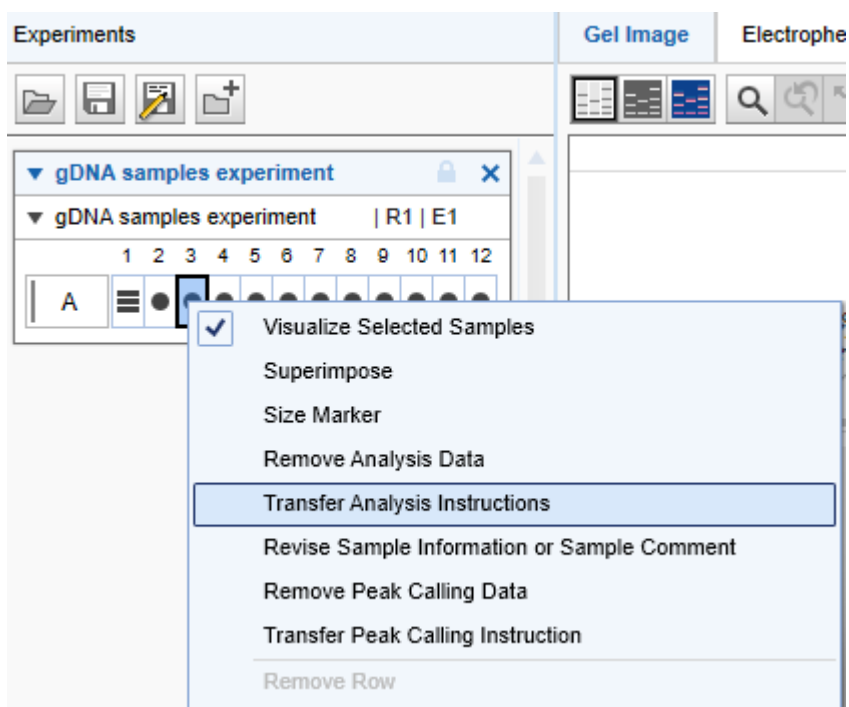 Experiments
Gel Image
gDNA samples experiment
gDNA samples experiment | R1 | E1
1 2 3 4 5 6 7 8 9 10 11 12
A
Visualize Selected Samples
Superimpose
Size Marker
Remove Analysis Data
Transfer Analysis Instructions
Revise Sample Information or Sample Comment
Remove Peak Calling Data
Transfer Peak Calling Instruction
Remove Row